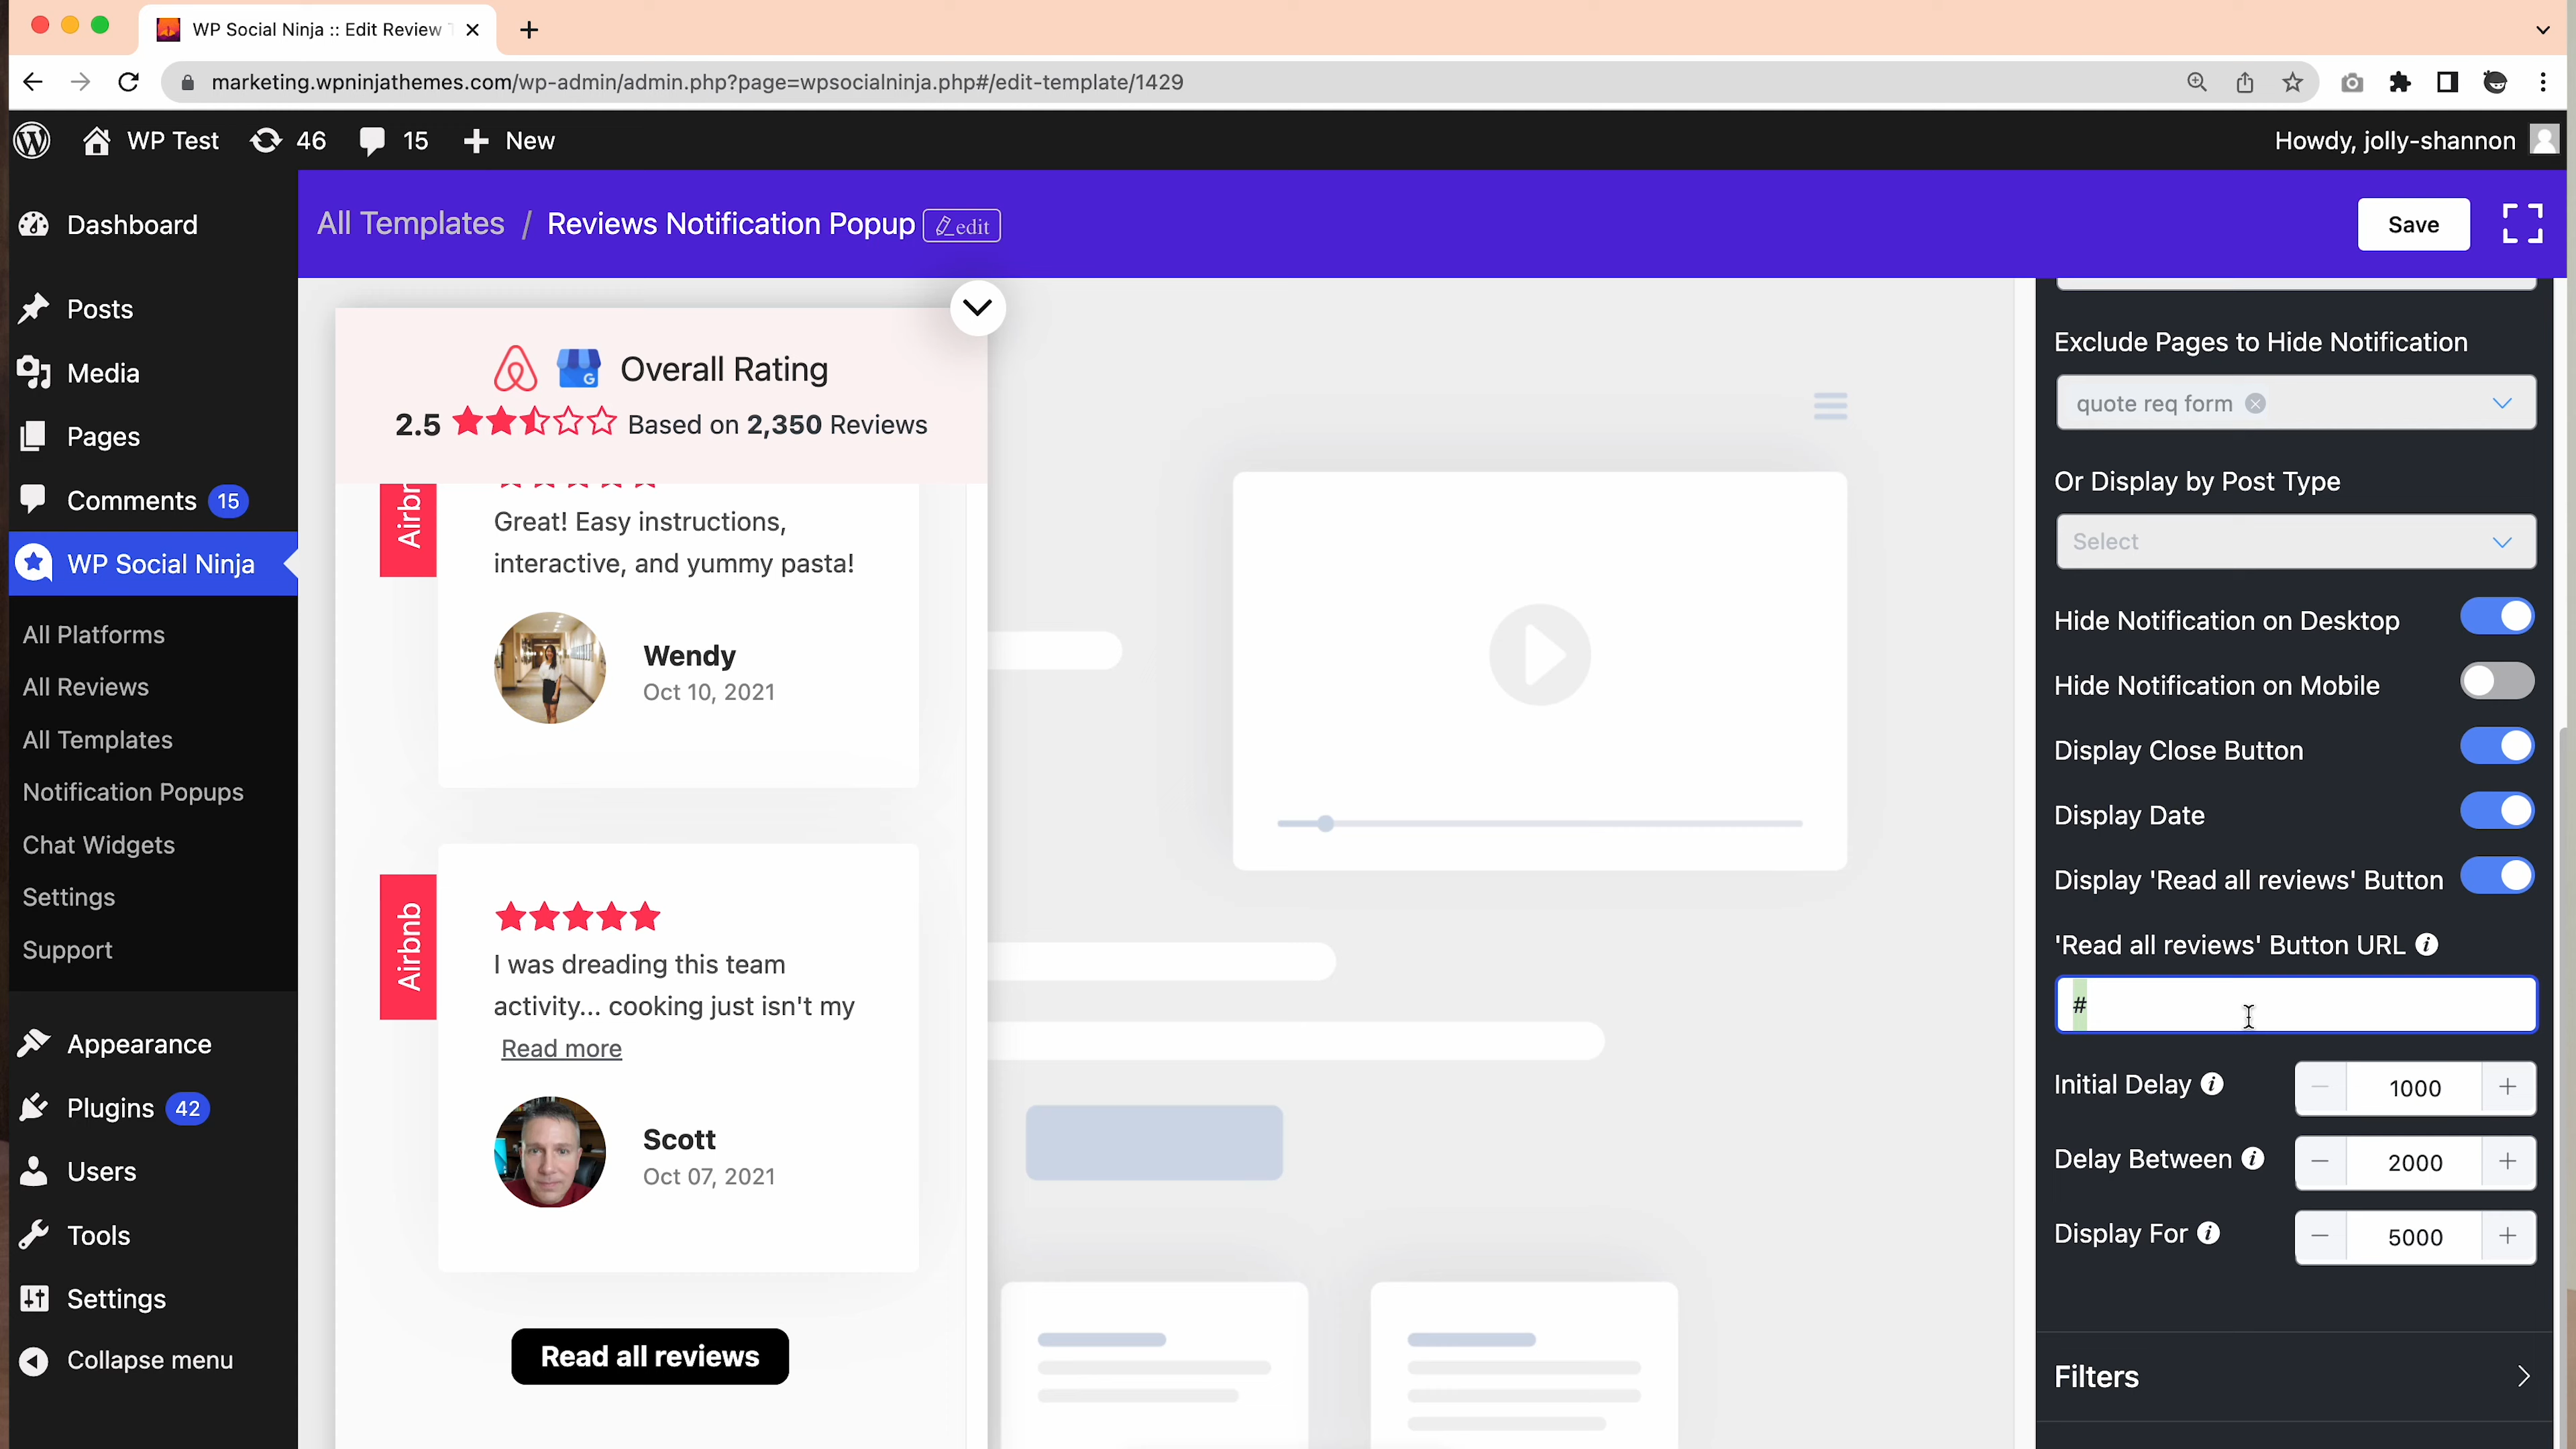 WP Social Ninja :: Edit Review T
marketing.wpninjathemes.com/wp-admin/admin.php?page=wpsocialninja.php#/edit-template/1429
WP Test
46
15
New
Howdy, jolly-shannon
Dashboard
Posts
Media
Pages
Comments 15
WP Social Ninja
All Platforms
All Reviews
All Templates
Notification Popups
Chat Widgets
Settings
Support
Appearance
Plugins 42
Users
Tools
Settings
Collapse menu
All Templates / Reviews Notification Popup edit
Save
Overall Rating
2.5 Based on 2,350 Reviews
Great! Easy instructions,
interactive, and yummy pasta!
Wendy
Oct 10, 2021
Airbnb
I was dreading this team
activity... cooking just isn't my
Read more
Scott
Oct 07, 2021
Read all reviews
Exclude Pages to Hide Notification
quote req form
Or Display by Post Type
Select
Hide Notification on Desktop
Hide Notification on Mobile
Display Close Button
Display Date
Display 'Read all reviews' Button
'Read all reviews' Button URL
#
Initial Delay 1000
Delay Between 2000
Display For 5000
Filters